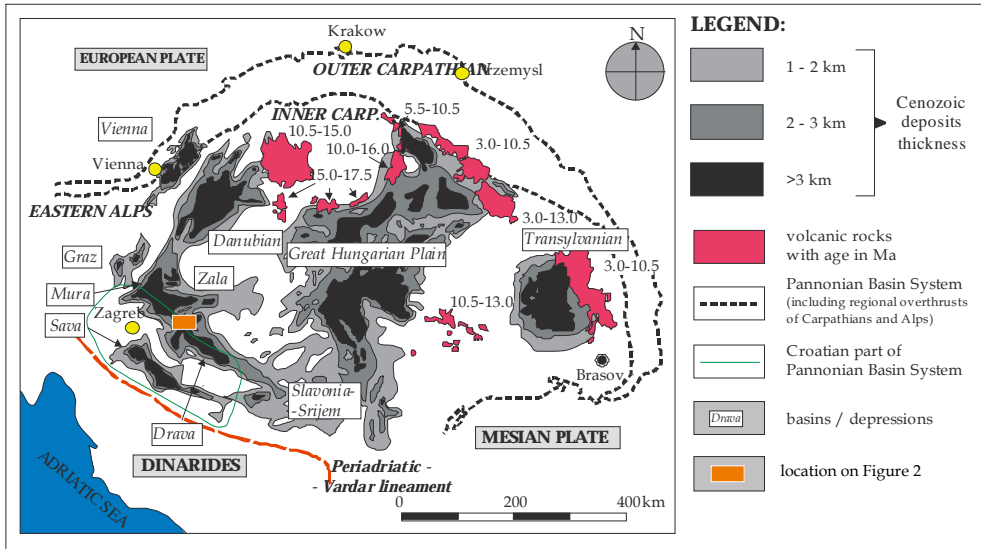 Krakow
EUROPEAN PLATE
OUTER CARPATHIAN
Przemysl
N
Vienna
INNER CARP.
5.5-10.5
10.5-15.0
10.0-16.0
3.0-10.5
Vienna
15.0-17.5
EASTERN ALPS
3.0-13.0
Danubian
Transylvanian
Graz
Great Hungarian Plain
Zala
3.0-10.5
Mura
Zagreb
10.5-13.0
Sava
Brasov
Slavonia-
-Srijem
Drava
MESIAN PLATE
DINARIDES
ADRIATIC SEA
Periadriatic -
- Vardar lineament
0 200 400 km
LEGEND:
1 - 2 km
2 - 3 km
>3 km
Cenozoic
deposits
thickness
volcanic rocks
with age in Ma
Pannonian Basin System
(including regional overthrusts
of Carpathians and Alps)
Croatian part of
Pannonian Basin System
Drava
basins / depressions
location on Figure 2